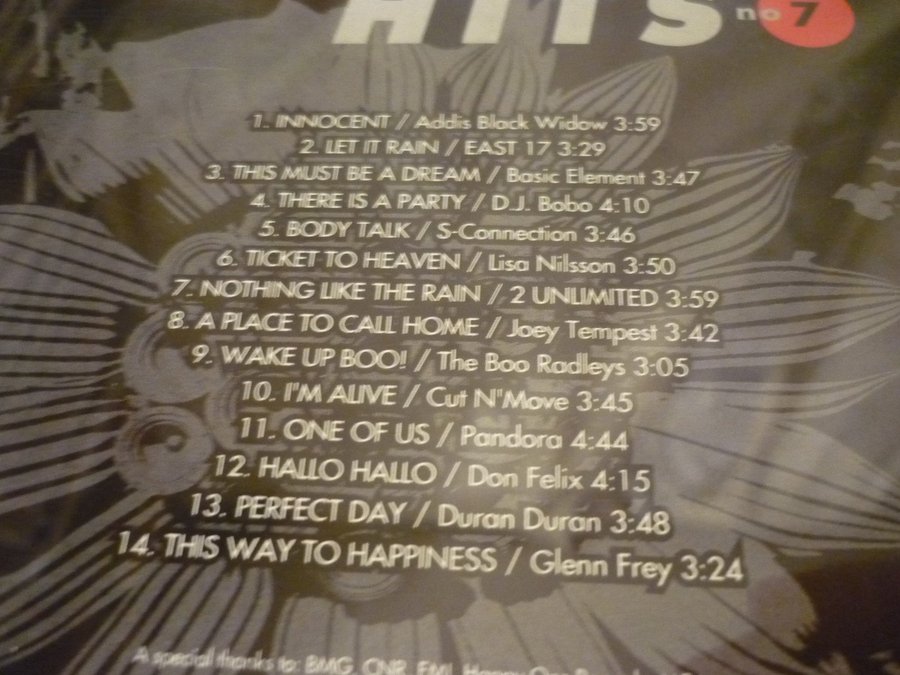 HITS no 7
1. INNOCENT / Addis Black Widow 3:59
2. LET IT RAIN / EAST 17 3:29
3. THIS MUST BE A DREAM / Basic Element 3:47
4. THERE IS A PARTY / D.J. Bobo 4:10
5. BODY TALK / S-Connection 3:46
6. TICKET TO HEAVEN / Lisa Nilsson 3:50
7. NOTHING LIKE THE RAIN / 2 UNLIMITED 3:59
8. A PLACE TO CALL HOME / Joey Tempest 3:42
9. WAKE UP BOO! / The Boo Radleys 3:05
10. I'M ALIVE / Cut N"Move 3:45
11. ONE OF US / Pandora 4:44
12. HALLO HALLO / Don Felix 4:15
13. PERFECT DAY / Duran Duran 3:48
14. THIS WAY TO HAPPINESS / Glenn Frey 3:24
A special thanks to: BMG, CNR, EMI,